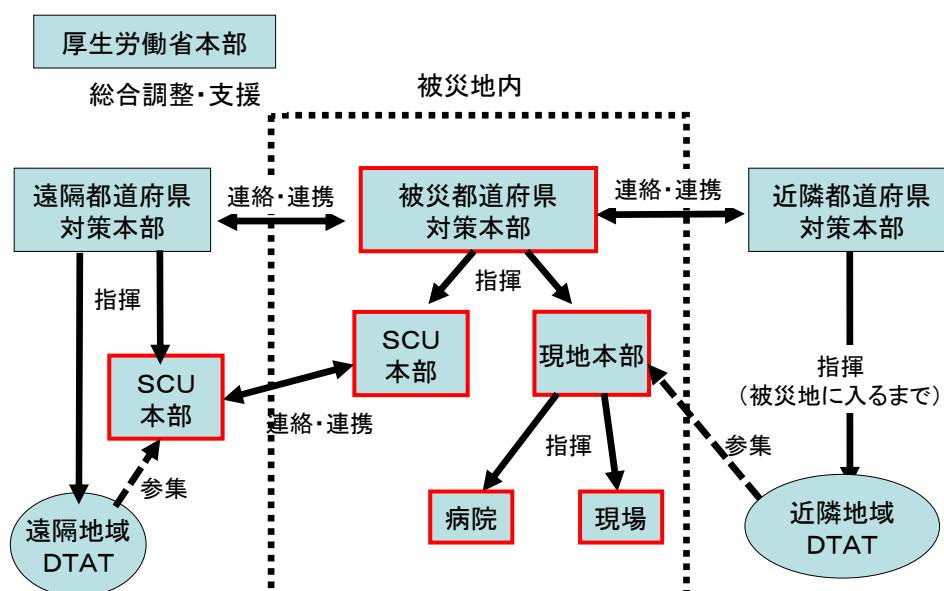 厚生労働省本部
総合調整・支援
被災地内
遠隔都道府県
対策本部
連絡・連携
被災都道府県
対策本部
連絡・連携
近隣都道府県
対策本部
指揮
指揮
SCU
本部
現地本部
SCU
本部
指揮
(被災地に入るまで)
連絡・連携
指揮
参集
参集
病院
現場
遠隔地域
DTAT
近隣地域
DTAT